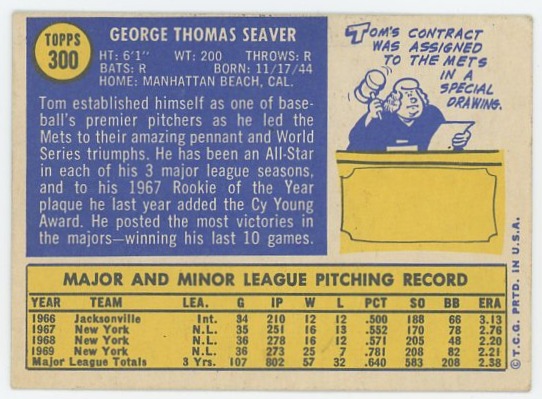 TOPPS
300
GEORGE THOMAS SEAVER
HT: 6'1" WT: 200 THROWS: R
BATS: R BORN: 11/17/44
HOME: MANHATTAN BEACH, CAL.
Tom established himself as one of base-
ball's premier pitchers as he led the
Mets to their amazing pennant and World
Series triumphs. He has been an All-Star
in each of his 3 major league seasons,
and to his 1967 Rookie of the Year
plaque he last year added the Cy Young
Award. He posted the most victories in
the majors—winning his last 10 games.
TOM'S CONTRACT
WAS ASSIGNED
TO THE METS
IN A
SPECIAL
DRAWING.
MAJOR AND MINOR LEAGUE PITCHING RECORD
YEAR TEAM LEA. G IP W L PCT SO BB ERA
1966 Jacksonville Int. 34 210 12 12 .500 188 66 3.13
1967 New York N.L. 35 251 16 13 .552 170 78 2.76
1968 New York N.L. 36 278 16 12 .571 205 48 2.20
1969 New York N.L. 36 273 25 7 .781 208 82 2.21
Major League Totals 3 Yrs. 107 802 57 32 .640 583 208 2.38
© T.C.G. PRTD. IN U.S.A.